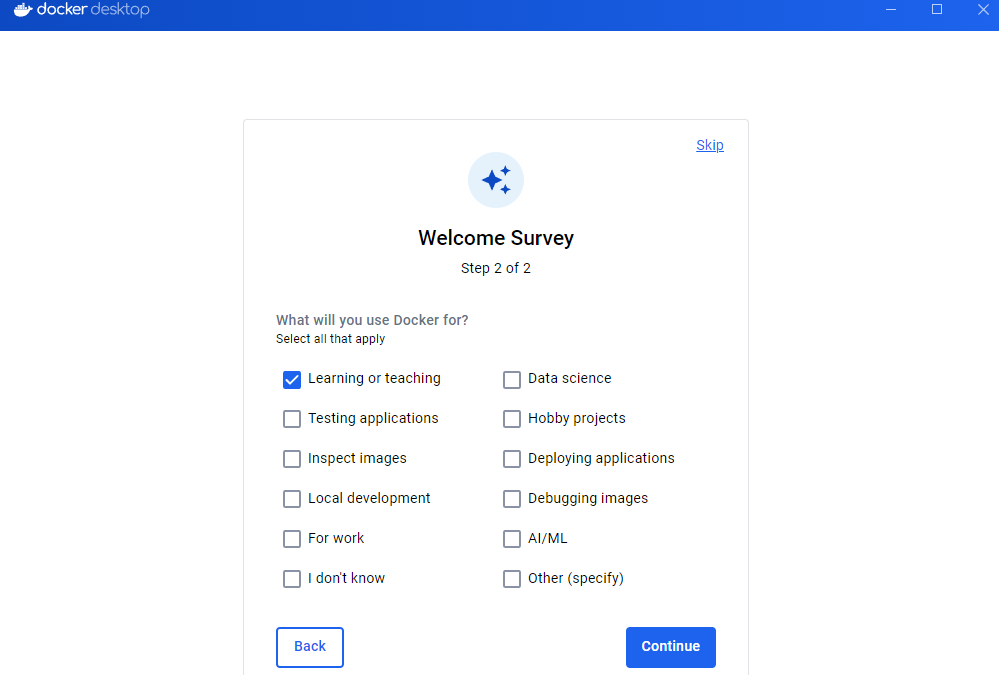 docker desktop
Skip
Welcome Survey
Step 2 of 2
What will you use Docker for?
Select all that apply
Learning or teaching
Data science
Testing applications
Hobby projects
Inspect images
Deploying applications
Local development
Debugging images
For work
AI/ML
I don't know
Other (specify)
Back
Continue